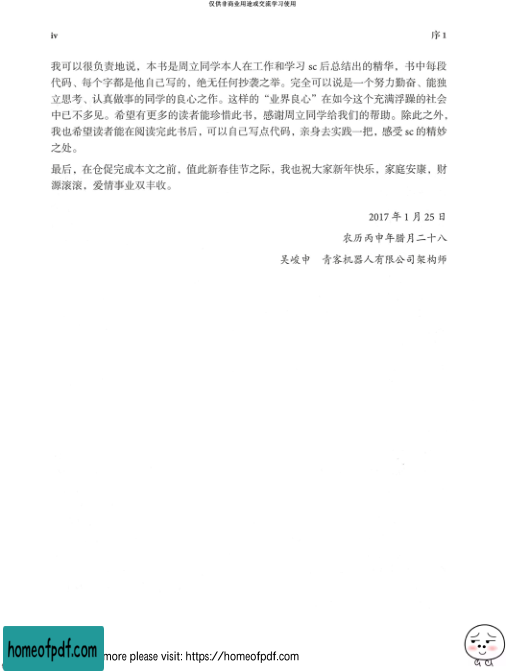 仅供非商业用途或交流学习使用
iv 序 1
我可以很负责地说，本书是周立同学本人在工作和学习 sc 后总结出的精华，书中每段
代码、每个字都是他自己写的，绝无任何抄袭之举。完全可以说是一个努力勤奋、能独
立思考、认真做事的同学的良心之作。这样的“业界良心”在如今这个充满浮躁的社会
中已不多见。希望有更多的读者能珍惜此书，感谢周立同学给我们的帮助。除此之外，
我也希望读者能在阅读完此书后，可以自己写点代码，亲身去实践一把，感受 sc 的精妙
之处。
最后，在仓促完成本文之前，值此新春佳节之际，我也祝大家新年快乐，家庭安康，财
源滚滚，爱情事业双丰收。
2017 年 1 月 25 日
农历丙申年腊月二十八
吴峻申 青客机器人有限公司架构师
homeofpdf.com
more please visit: https://homeofpdf.com